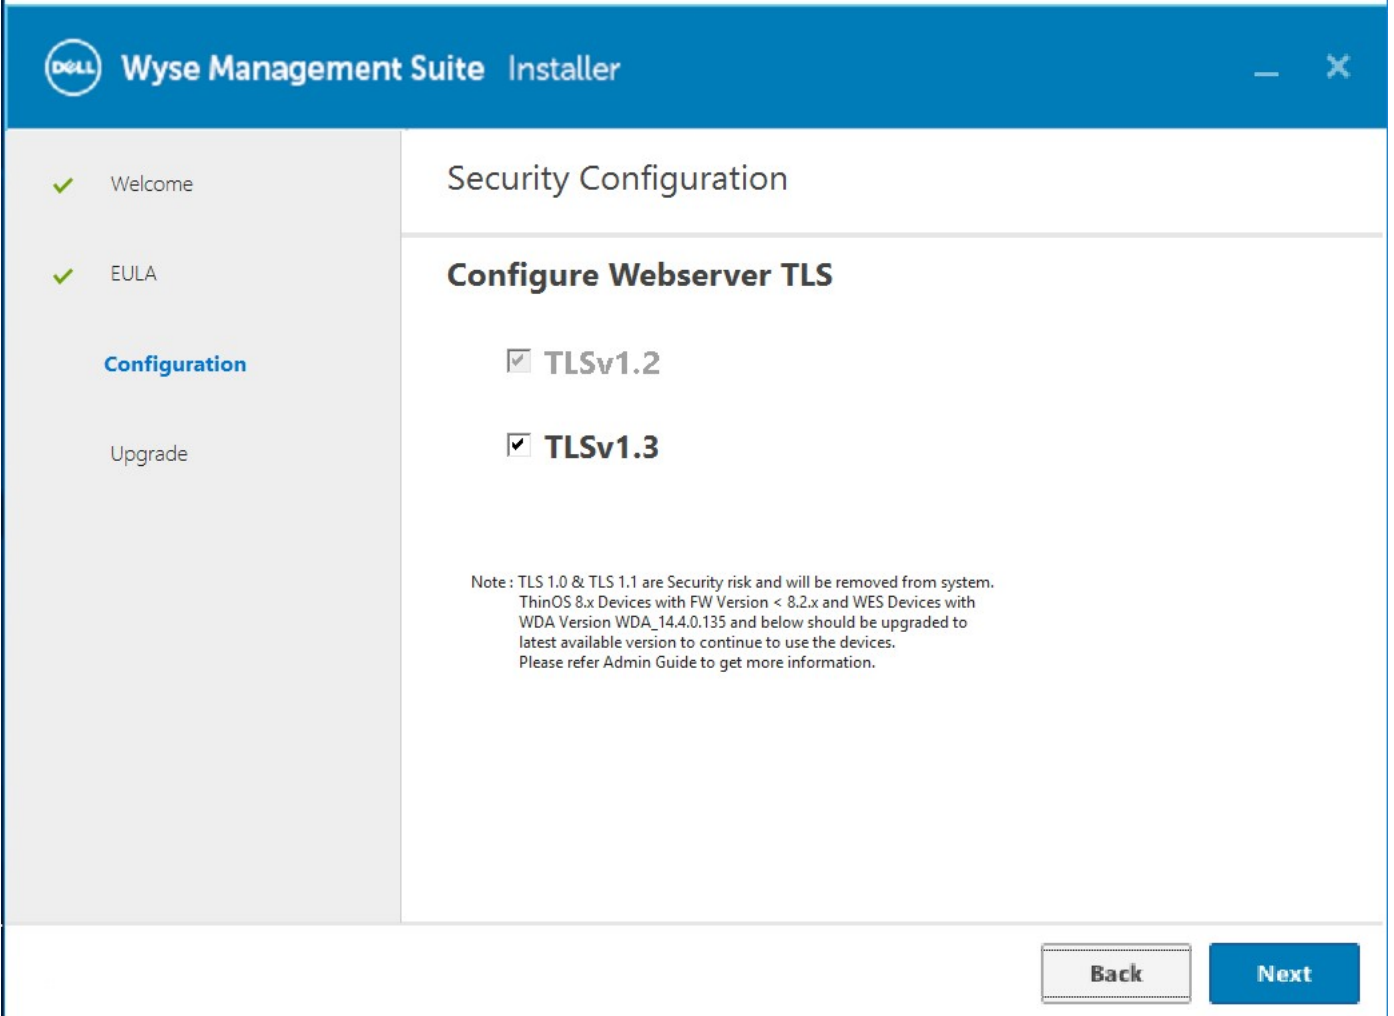 DELL Wyse Management Suite Installer
Welcome
EULA
Configuration
Upgrade
Security Configuration
Configure Webserver TLS
TLSv1.2
TLSv1.3
Note : TLS 1.0 & TLS 1.1 are Security risk and will be removed from system.
ThinOS 8.x Devices with FW Version < 8.2.x and WES Devices with
WDA Version WDA_14.4.0.135 and below should be upgraded to
latest available version to continue to use the devices.
Please refer Admin Guide to get more information.
Back Next